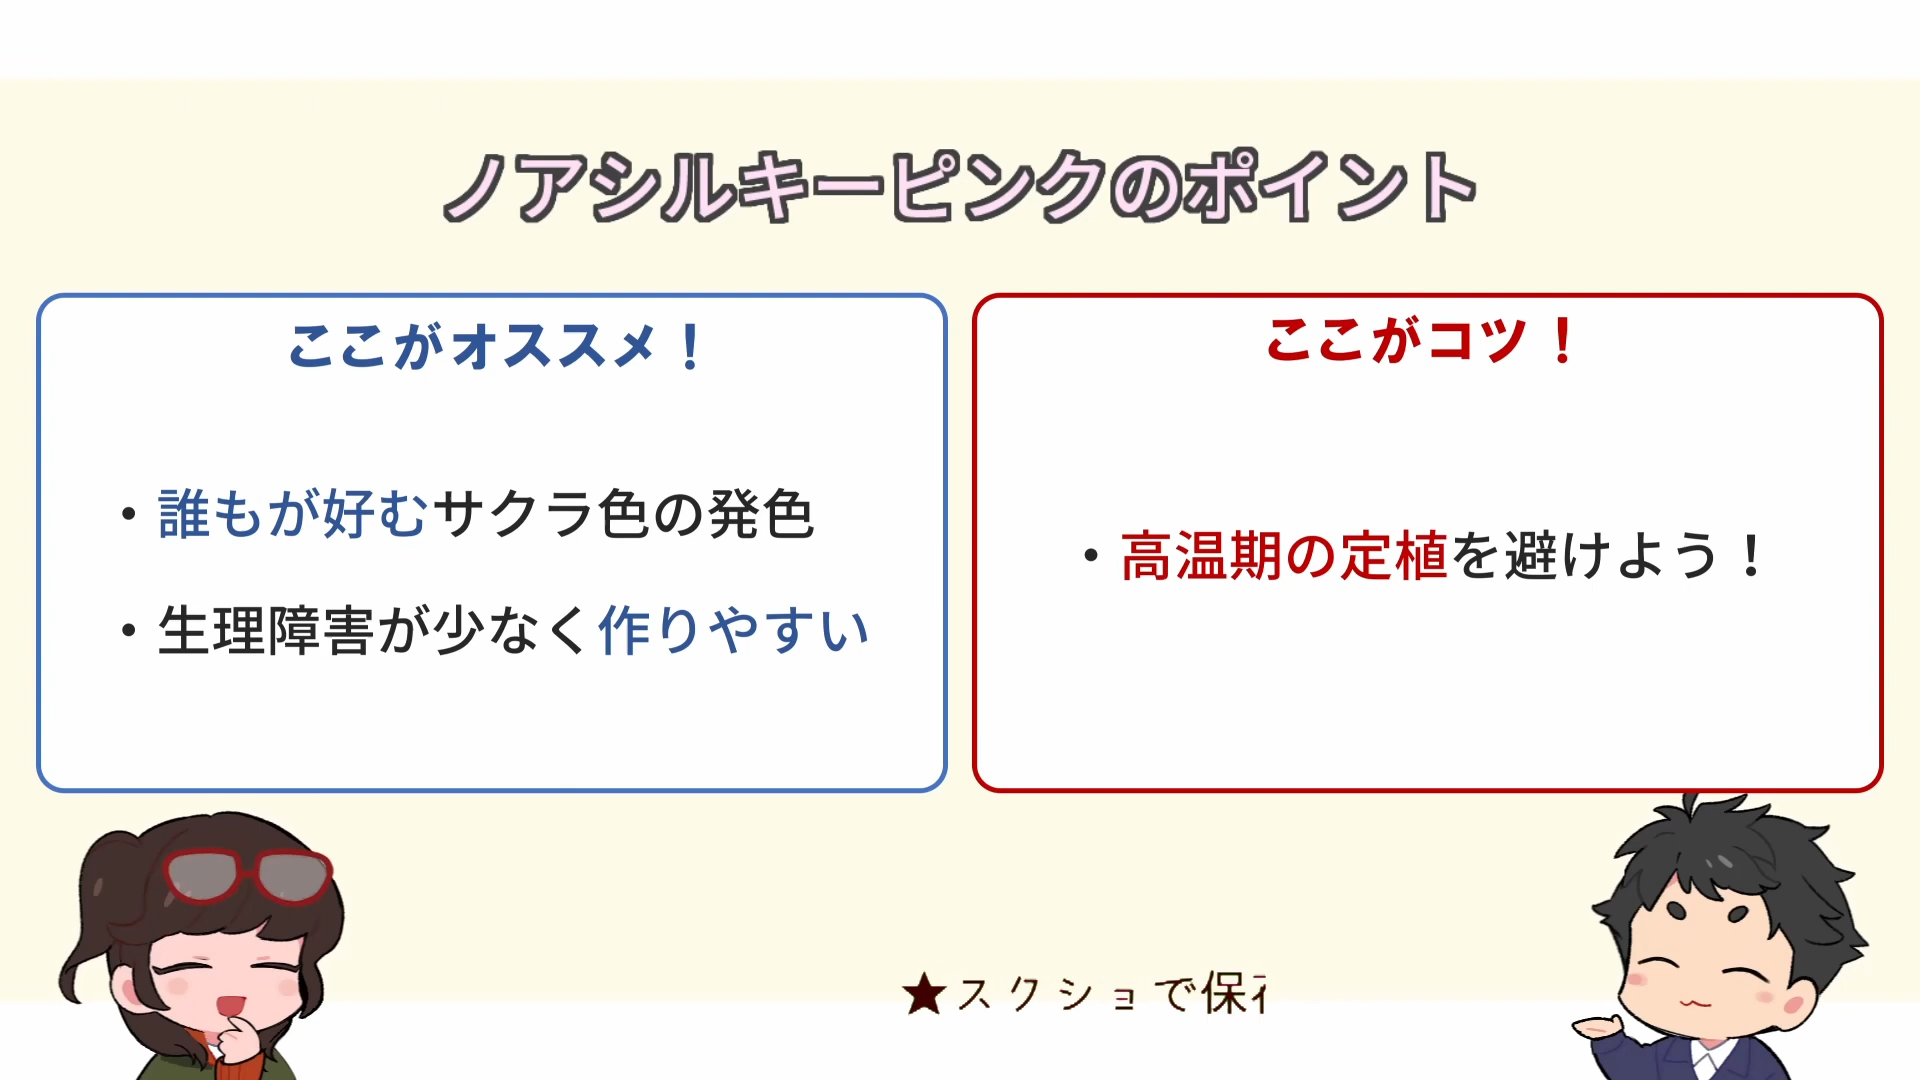 ノアシルキーピンクのポイント
ここがオススメ！
・誰もが好むサクラ色の発色
・生理障害が少なく作りやすい
ここがコツ！
・高温期の定植を避けよう！
★スクショで保